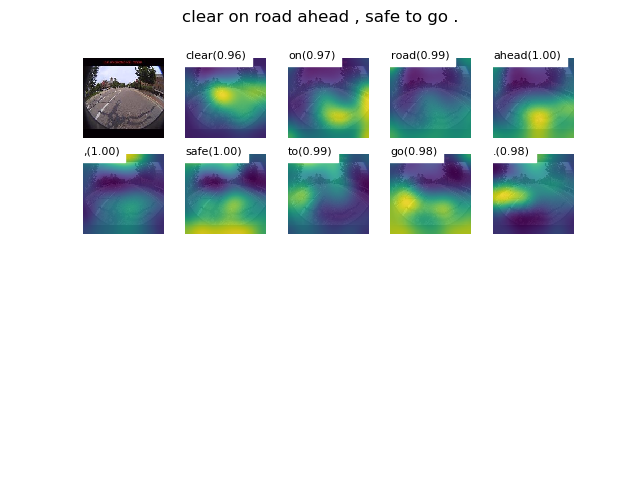 clear on road ahead , safe to go .
clear(0.96) on(0.97) road(0.99) ahead(1.00)
,(1.00) safe(1.00) to(0.99) go(0.98) .(0.98)